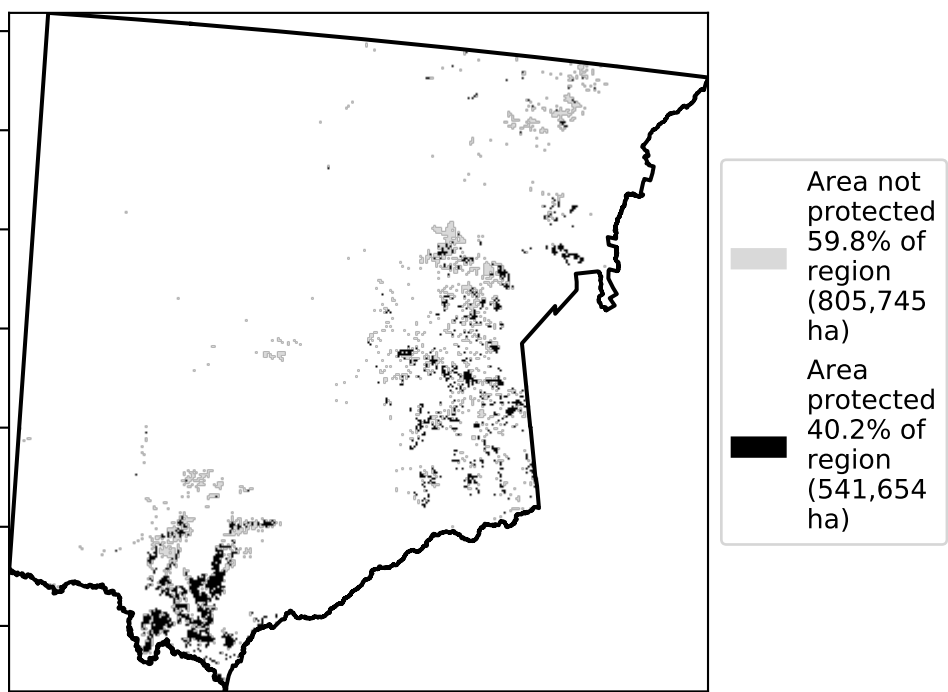 Area not
protected
59.8% of
region
(805,745
ha)
Area
protected
40.2% of
region
(541,654
ha)